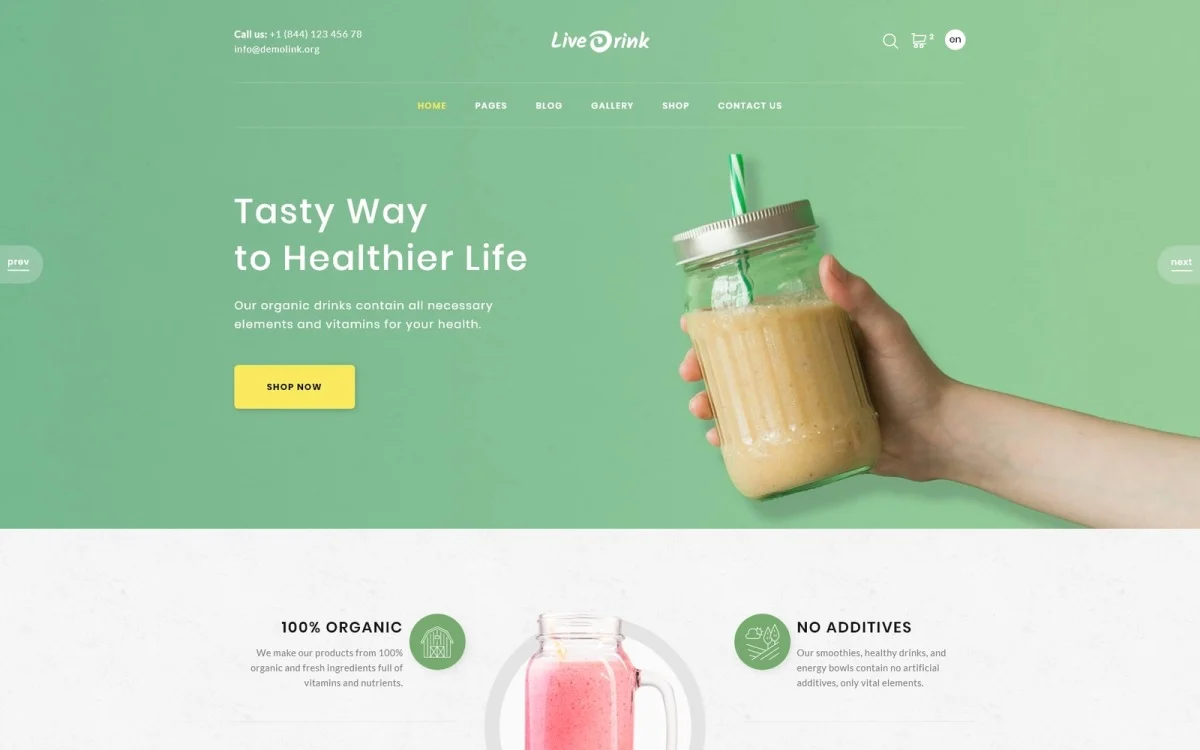 Call us: +1 (844) 123 456 78
info@demolink.org
Live Drink
2
en
HOME PAGES BLOG GALLERY SHOP CONTACT US
Tasty Way
to Healthier Life
prev
next
Our organic drinks contain all necessary
elements and vitamins for your health.
SHOP NOW
100% ORGANIC
We make our products from 100%
organic and fresh ingredients full of
vitamins and nutrients.
NO ADDITIVES
Our smoothies, healthy drinks, and
energy bowls contain no artificial
additives, only vital elements.